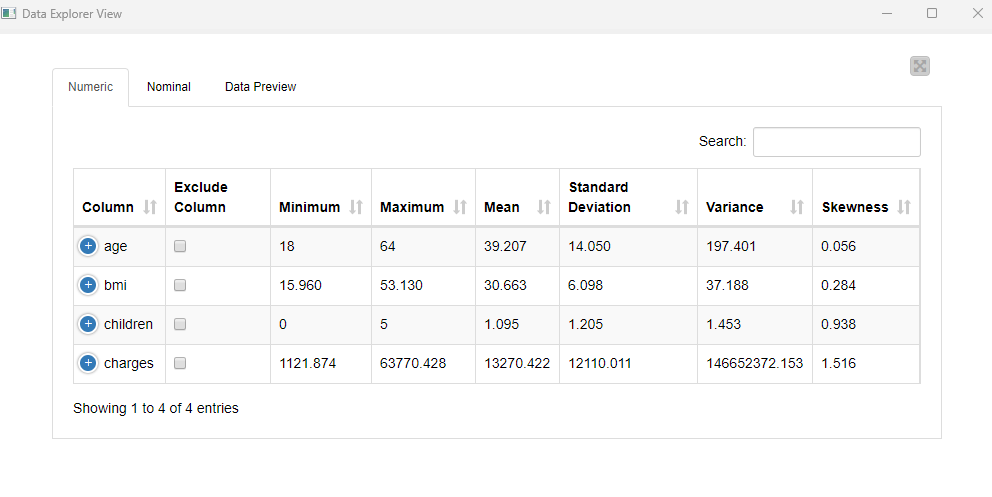 Data Explorer View
Numeric Nominal Data Preview
Search:
Column Exclude Column Minimum Maximum Mean Standard Deviation Variance Skewness
age 18 64 39.207 14.050 197.401 0.056
bmi 15.960 53.130 30.663 6.098 37.188 0.284
children 0 5 1.095 1.205 1.453 0.938
charges 1121.874 63770.428 13270.422 12110.011 146652372.153 1.516
Showing 1 to 4 of 4 entries